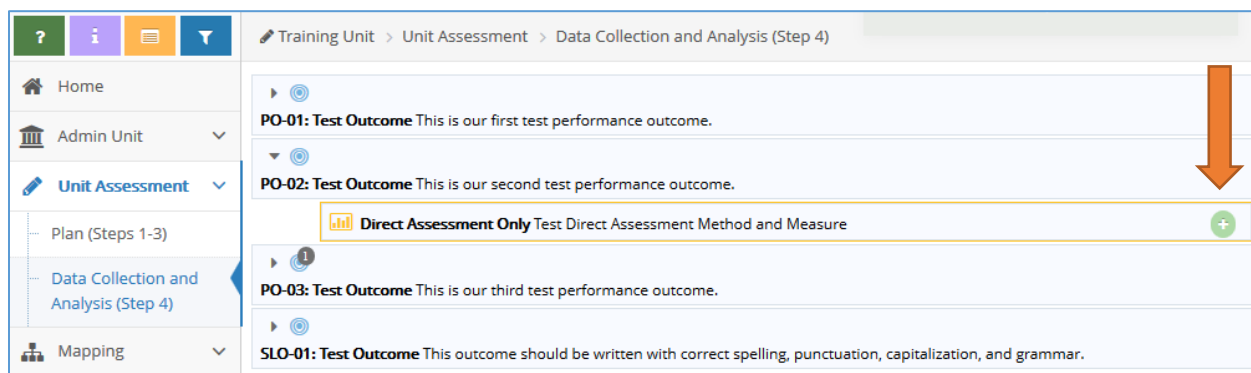 ? i
Training Unit > Unit Assessment > Data Collection and Analysis (Step 4)
Home
Admin Unit
Unit Assessment
Plan (Steps 1-3)
Data Collection and
Analysis (Step 4)
Mapping
PO-01: Test Outcome This is our first test performance outcome.
PO-02: Test Outcome This is our second test performance outcome.
Direct Assessment Only Test Direct Assessment Method and Measure
1
PO-03: Test Outcome This is our third test performance outcome.
SLO-01: Test Outcome This outcome should be written with correct spelling, punctuation, capitalization, and grammar.